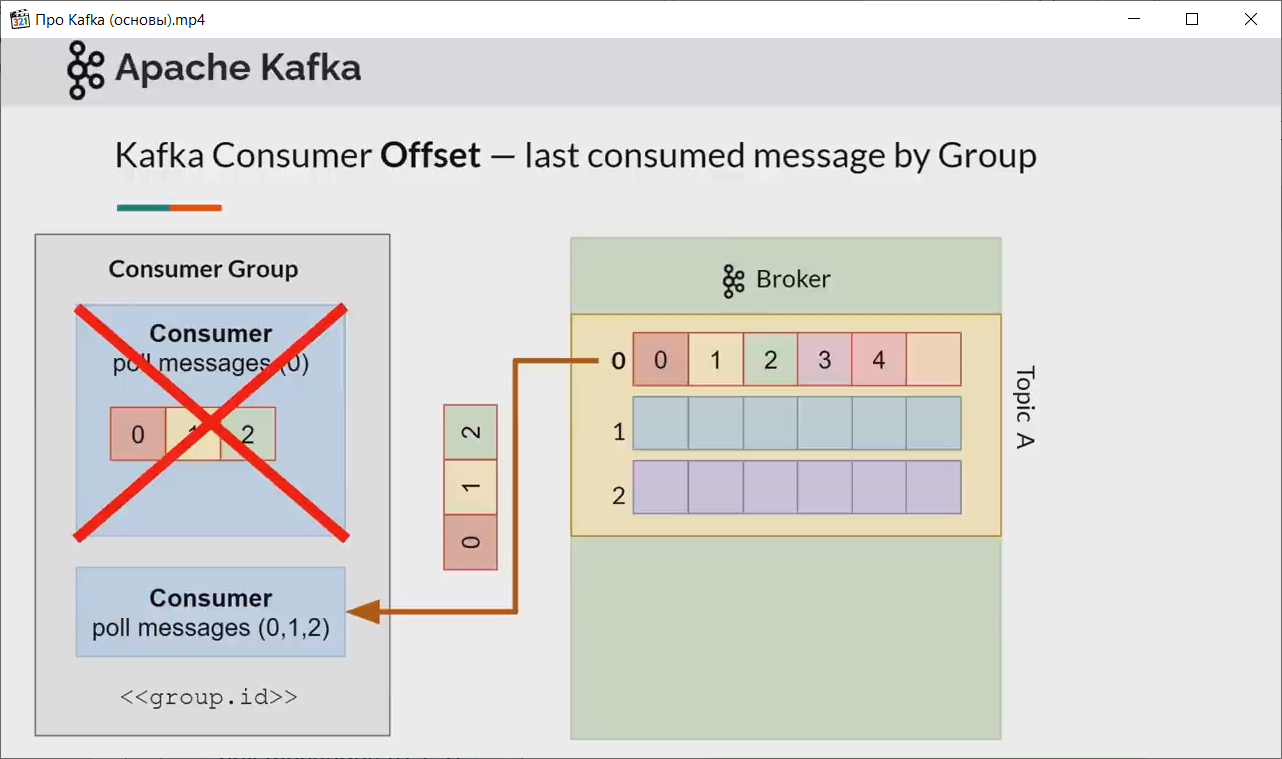 Про Kafka (основы).mp4
Apache Kafka
Kafka Consumer Offset — last consumed message by Group
Consumer Group
Consumer
poll messages (0)
0 1 2
Consumer
poll messages (0,1,2)
<<group.id>>
2
1
0
Broker
0 0 1 2 3 4
1
2
Topic A